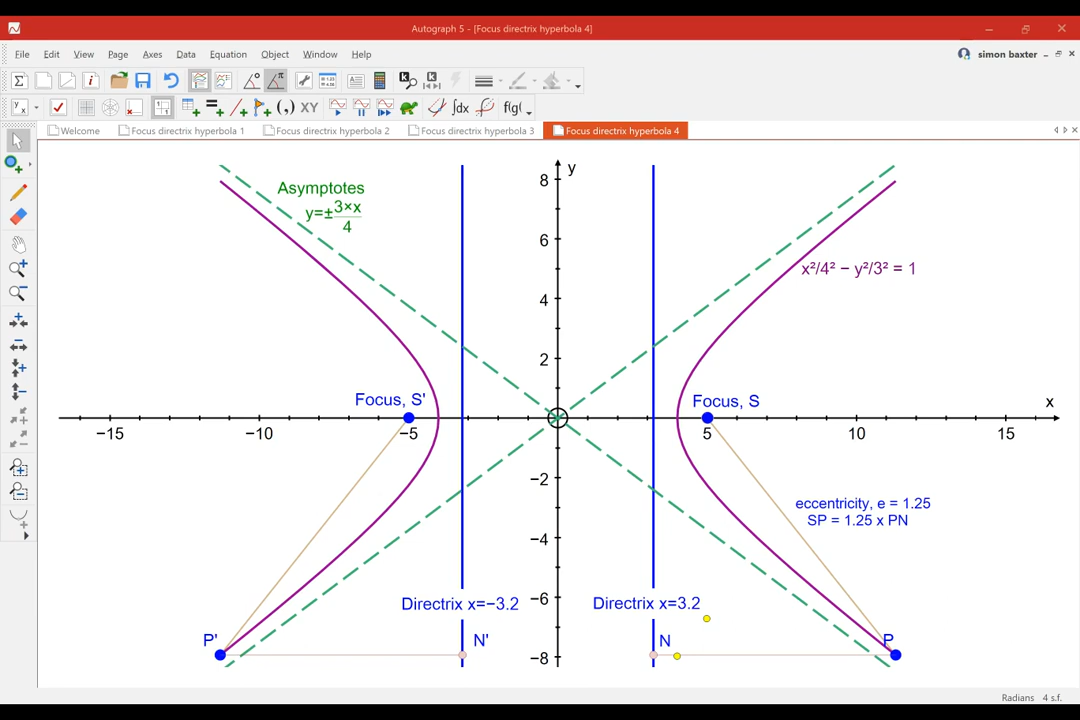 Autograph 5 - [Focus directrix hyperbola 4]
File Edit View Page Axes Data Equation Object Window Help
simon baxter
XY ∫dx f(g(
Welcome Focus directrix hyperbola 1 Focus directrix hyperbola 2 Focus directrix hyperbola 3 Focus directrix hyperbola 4
y
8
Asymptotes
y=±3×x
4
6
x²/4² − y²/3² = 1
4
2
Focus, S'
Focus, S
x
−15 −10 −5 5 10 15
−2
eccentricity, e = 1.25
SP = 1.25 x PN
−4
−6
Directrix x=−3.2
Directrix x=3.2
P' N' N P
−8
Radians 4 s.f.